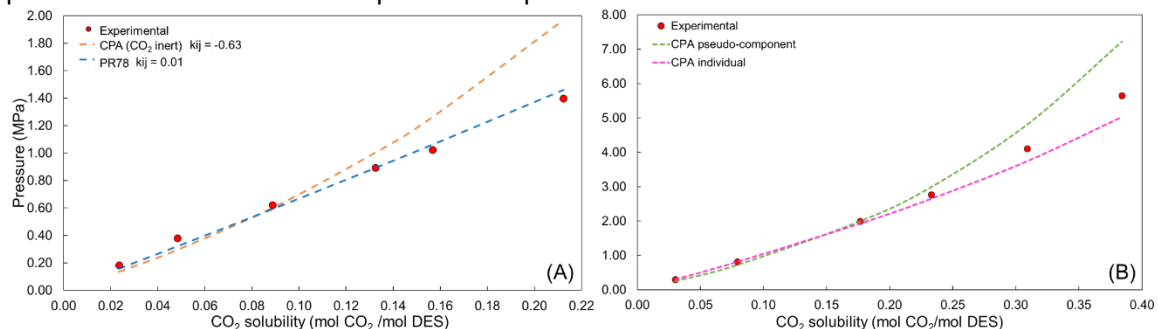 2.00
1.80
1.60
1.40
1.20
1.00
0.80
0.60
0.40
0.20
0.00
Pressure (MPa)
Experimental
CPA (CO₂ inert) kij = -0.63
PR78 kij = 0.01
(A)
0.00 0.02 0.04 0.06 0.08 0.10 0.12 0.14 0.16 0.18 0.20 0.22
CO₂ solubility (mol CO₂ /mol DES)
8.00
7.00
6.00
5.00
4.00
3.00
2.00
1.00
0.00
Experimental
CPA pseudo-component
CPA individual
(B)
0.00 0.05 0.10 0.15 0.20 0.25 0.30 0.35 0.40
CO₂ solubility (mol CO₂/mol DES)